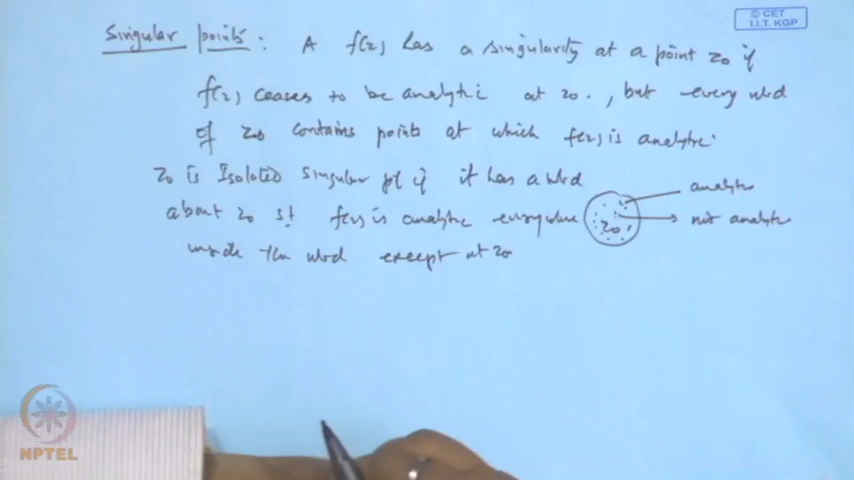 © CET
I.I.T. KGP
Singular points : A f(z) has a singularity at a point z0 if
f(z) ceases to be analytic at z0 ., but every nbd
of z0 contains points at which f(z) is analytic.
z0 is Isolated singular pt if it has a nbd
about z0 s.t. f(z) is analytic everywhere
inside the nbd except at z0
analytic
not analytic
z0
NPTEL